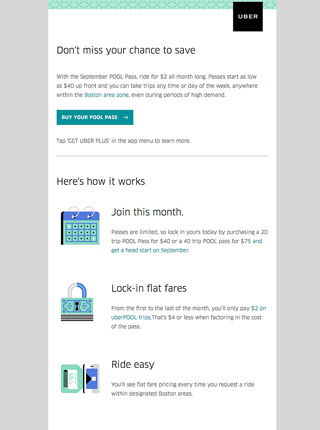 UBER
Don't miss your chance to save
With the September POOL Pass, ride for $2 all month long. Passes start as low
as $40 up front and you can take trips any time or day of the week, anywhere
within the Boston area zone, even during periods of high demand.
BUY YOUR POOL PASS →
Tap 'GET UBER PLUS' in the app menu to learn more.
Here's how it works
Join this month.
Passes are limited, so lock in yours today by purchasing a 20
trip POOL Pass for $40 or a 40 trip POOL pass for $75 and
get a head start on September.
Lock-in flat fares
From the first to the last of the month, you'll only pay $2 on
uberPOOL trips.That's $4 or less when factoring in the cost
of the pass.
Ride easy
You'll see flat fare pricing every time you request a ride
within designated Boston areas.